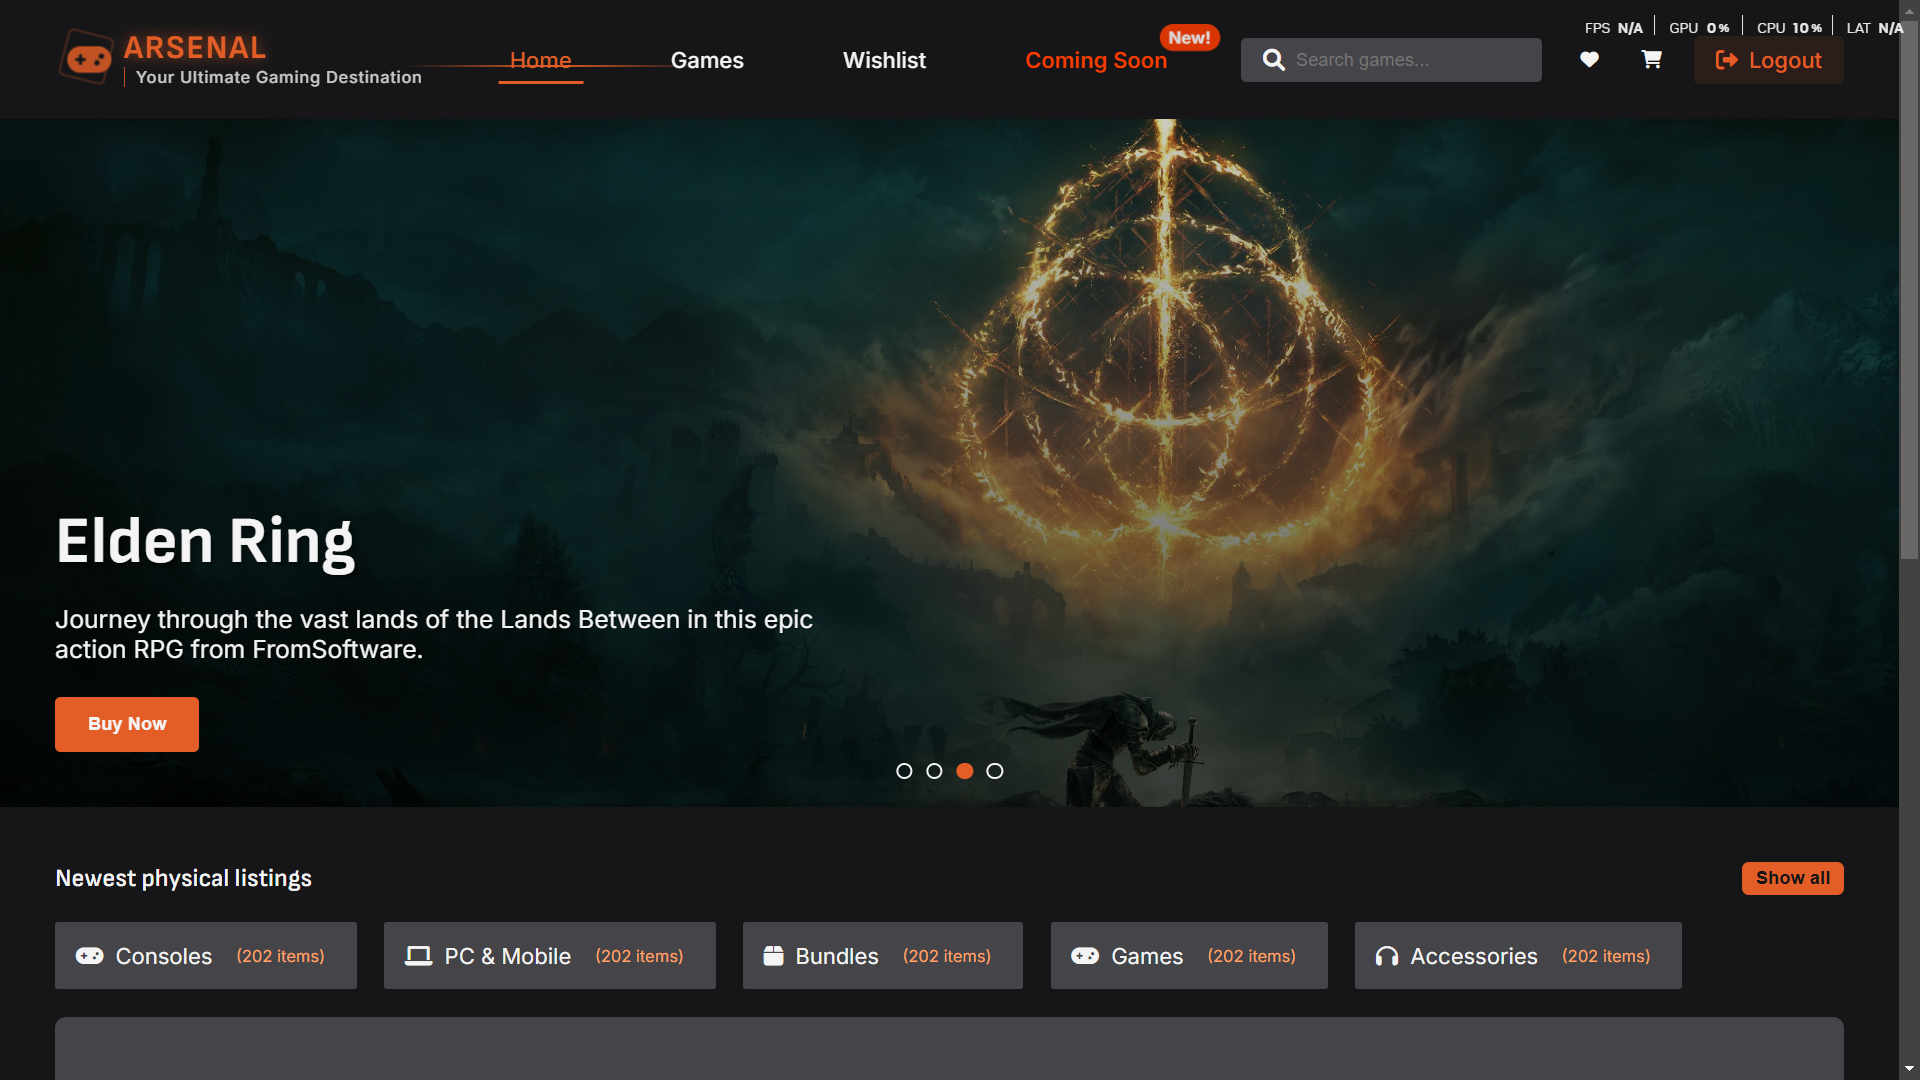 FPS N/A GPU 0% CPU 10% LAT N/A
ARSENAL
Your Ultimate Gaming Destination
Home
Games
Wishlist
Coming Soon
New!
Search games...
Logout
Elden Ring
Journey through the vast lands of the Lands Between in this epic
action RPG from FromSoftware.
Buy Now
Newest physical listings
Show all
Consoles (202 items)
PC & Mobile (202 items)
Bundles (202 items)
Games (202 items)
Accessories (202 items)